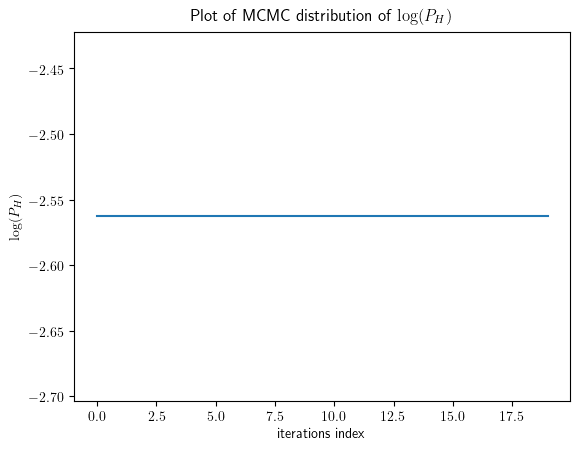 Plot of MCMC distribution of log(P_H)
−2.45
−2.50
−2.55
−2.60
−2.65
−2.70
log(P_H)
0.0 2.5 5.0 7.5 10.0 12.5 15.0 17.5
iterations index